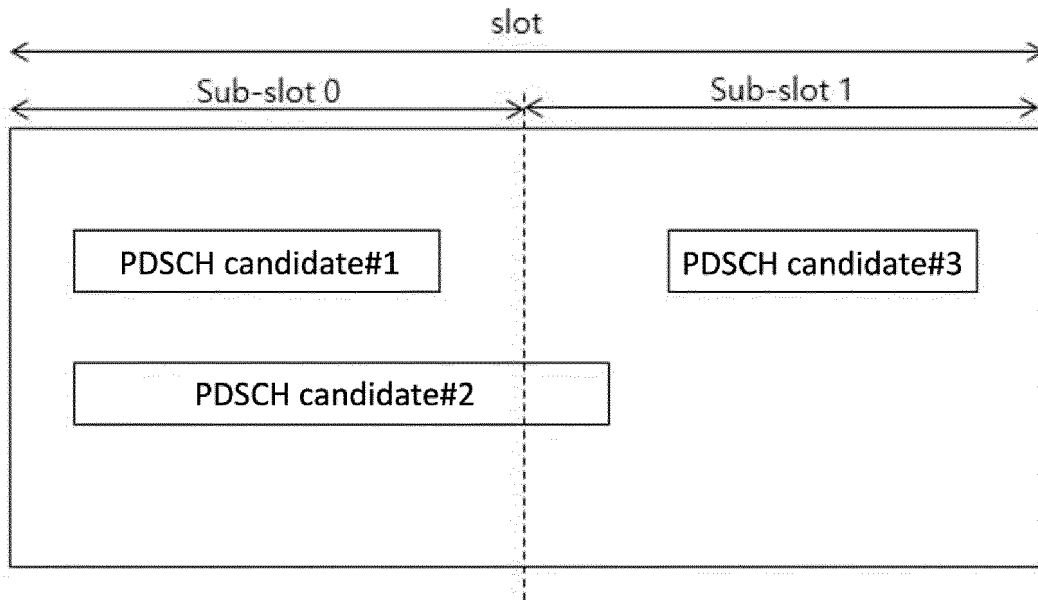 slot
Sub-slot 0
Sub-slot 1
PDSCH candidate#1
PDSCH candidate#3
PDSCH candidate#2